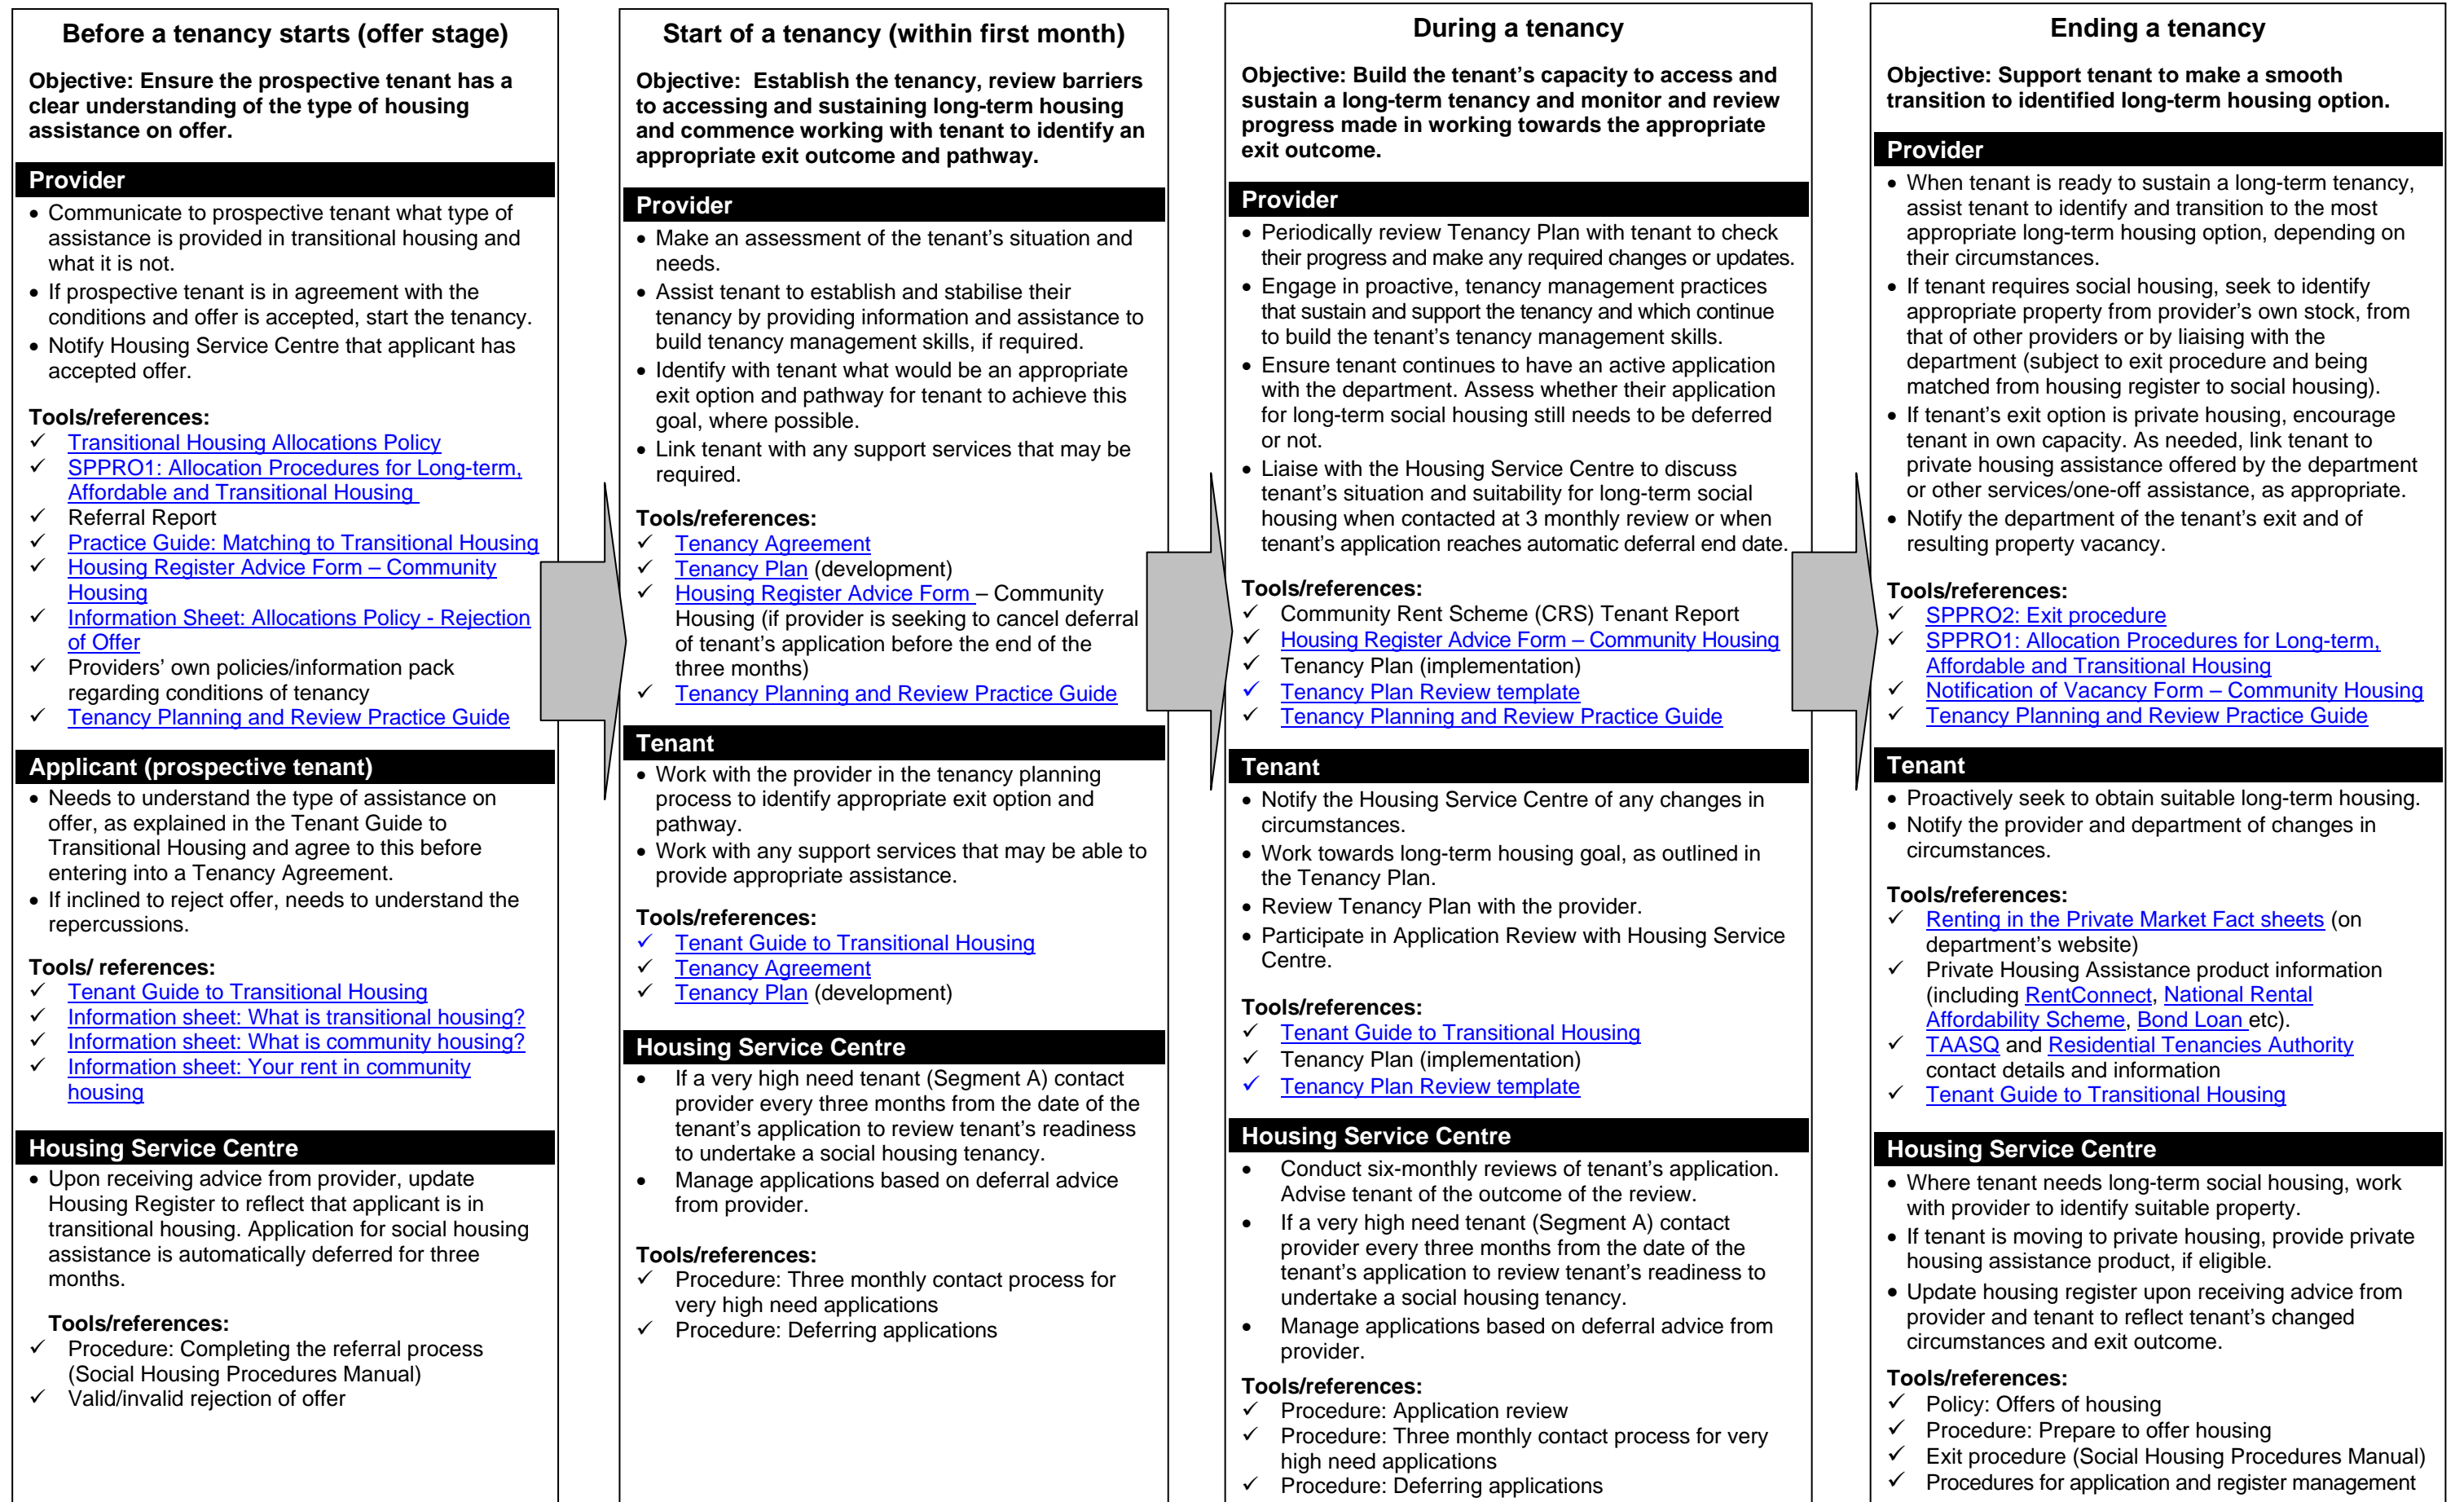 Before a tenancy starts (offer stage)
Objective: Ensure the prospective tenant has a
clear understanding of the type of housing
assistance on offer.
Provider
• Communicate to prospective tenant what type of
assistance is provided in transitional housing and
what it is not.
• If prospective tenant is in agreement with the
conditions and offer is accepted, start the tenancy.
• Notify Housing Service Centre that applicant has
accepted offer.
Tools/references:
✓ Transitional Housing Allocations Policy
✓ SPPRO1: Allocation Procedures for Long-term,
Affordable and Transitional Housing
✓ Referral Report
✓ Practice Guide: Matching to Transitional Housing
✓ Housing Register Advice Form – Community
Housing
✓ Information Sheet: Allocations Policy - Rejection
of Offer
✓ Providers’ own policies/information pack
regarding conditions of tenancy
✓ Tenancy Planning and Review Practice Guide
Applicant (prospective tenant)
• Needs to understand the type of assistance on
offer, as explained in the Tenant Guide to
Transitional Housing and agree to this before
entering into a Tenancy Agreement.
• If inclined to reject offer, needs to understand the
repercussions.
Tools/ references:
✓ Tenant Guide to Transitional Housing
✓ Information sheet: What is transitional housing?
✓ Information sheet: What is community housing?
✓ Information sheet: Your rent in community
housing
Housing Service Centre
• Upon receiving advice from provider, update
Housing Register to reflect that applicant is in
transitional housing. Application for social housing
assistance is automatically deferred for three
months.
Tools/references:
✓ Procedure: Completing the referral process
(Social Housing Procedures Manual)
✓ Valid/invalid rejection of offer
Start of a tenancy (within first month)
Objective: Establish the tenancy, review barriers
to accessing and sustaining long-term housing
and commence working with tenant to identify an
appropriate exit outcome and pathway.
Provider
• Make an assessment of the tenant’s situation and
needs.
• Assist tenant to establish and stabilise their
tenancy by providing information and assistance to
build tenancy management skills, if required.
• Identify with tenant what would be an appropriate
exit option and pathway for tenant to achieve this
goal, where possible.
• Link tenant with any support services that may be
required.
Tools/references:
✓ Tenancy Agreement
✓ Tenancy Plan (development)
✓ Housing Register Advice Form – Community
Housing (if provider is seeking to cancel deferral
of tenant’s application before the end of the
three months)
✓ Tenancy Planning and Review Practice Guide
Tenant
• Work with the provider in the tenancy planning
process to identify appropriate exit option and
pathway.
• Work with any support services that may be able to
provide appropriate assistance.
Tools/references:
✓ Tenant Guide to Transitional Housing
✓ Tenancy Agreement
✓ Tenancy Plan (development)
Housing Service Centre
• If a very high need tenant (Segment A) contact
provider every three months from the date of the
tenant’s application to review tenant’s readiness
to undertake a social housing tenancy.
• Manage applications based on deferral advice
from provider.
Tools/references:
✓ Procedure: Three monthly contact process for
very high need applications
✓ Procedure: Deferring applications
During a tenancy
Objective: Build the tenant’s capacity to access and
sustain a long-term tenancy and monitor and review
progress made in working towards the appropriate
exit outcome.
Provider
• Periodically review Tenancy Plan with tenant to check
their progress and make any required changes or updates.
• Engage in proactive, tenancy management practices
that sustain and support the tenancy and which continue
to build the tenant’s tenancy management skills.
• Ensure tenant continues to have an active application
with the department. Assess whether their application
for long-term social housing still needs to be deferred
or not.
• Liaise with the Housing Service Centre to discuss
tenant’s situation and suitability for long-term social
housing when contacted at 3 monthly review or when
tenant’s application reaches automatic deferral end date.
Tools/references:
✓ Community Rent Scheme (CRS) Tenant Report
✓ Housing Register Advice Form – Community Housing
✓ Tenancy Plan (implementation)
✓ Tenancy Plan Review template
✓ Tenancy Planning and Review Practice Guide
Tenant
• Notify the Housing Service Centre of any changes in
circumstances.
• Work towards long-term housing goal, as outlined in
the Tenancy Plan.
• Review Tenancy Plan with the provider.
• Participate in Application Review with Housing Service
Centre.
Tools/references:
✓ Tenant Guide to Transitional Housing
✓ Tenancy Plan (implementation)
✓ Tenancy Plan Review template
Housing Service Centre
• Conduct six-monthly reviews of tenant’s application.
Advise tenant of the outcome of the review.
• If a very high need tenant (Segment A) contact
provider every three months from the date of the
tenant’s application to review tenant’s readiness to
undertake a social housing tenancy.
• Manage applications based on deferral advice from
provider.
Tools/references:
✓ Procedure: Application review
✓ Procedure: Three monthly contact process for very
high need applications
✓ Procedure: Deferring applications
Ending a tenancy
Objective: Support tenant to make a smooth
transition to identified long-term housing option.
Provider
• When tenant is ready to sustain a long-term tenancy,
assist tenant to identify and transition to the most
appropriate long-term housing option, depending on
their circumstances.
• If tenant requires social housing, seek to identify
appropriate property from provider’s own stock, from
that of other providers or by liaising with the
department (subject to exit procedure and being
matched from housing register to social housing).
• If tenant’s exit option is private housing, encourage
tenant in own capacity. As needed, link tenant to
private housing assistance offered by the department
or other services/one-off assistance, as appropriate.
• Notify the department of the tenant’s exit and of
resulting property vacancy.
Tools/references:
✓ SPPRO2: Exit procedure
✓ SPPRO1: Allocation Procedures for Long-term,
Affordable and Transitional Housing
✓ Notification of Vacancy Form – Community Housing
✓ Tenancy Planning and Review Practice Guide
Tenant
• Proactively seek to obtain suitable long-term housing.
• Notify the provider and department of changes in
circumstances.
Tools/references:
✓ Renting in the Private Market Fact sheets (on
department’s website)
✓ Private Housing Assistance product information
(including RentConnect, National Rental
Affordability Scheme, Bond Loan etc).
✓ TAASQ and Residential Tenancies Authority
contact details and information
✓ Tenant Guide to Transitional Housing
Housing Service Centre
• Where tenant needs long-term social housing, work
with provider to identify suitable property.
• If tenant is moving to private housing, provide private
housing assistance product, if eligible.
• Update housing register upon receiving advice from
provider and tenant to reflect tenant’s changed
circumstances and exit outcome.
Tools/references:
✓ Policy: Offers of housing
✓ Procedure: Prepare to offer housing
✓ Exit procedure (Social Housing Procedures Manual)
✓ Procedures for application and register management